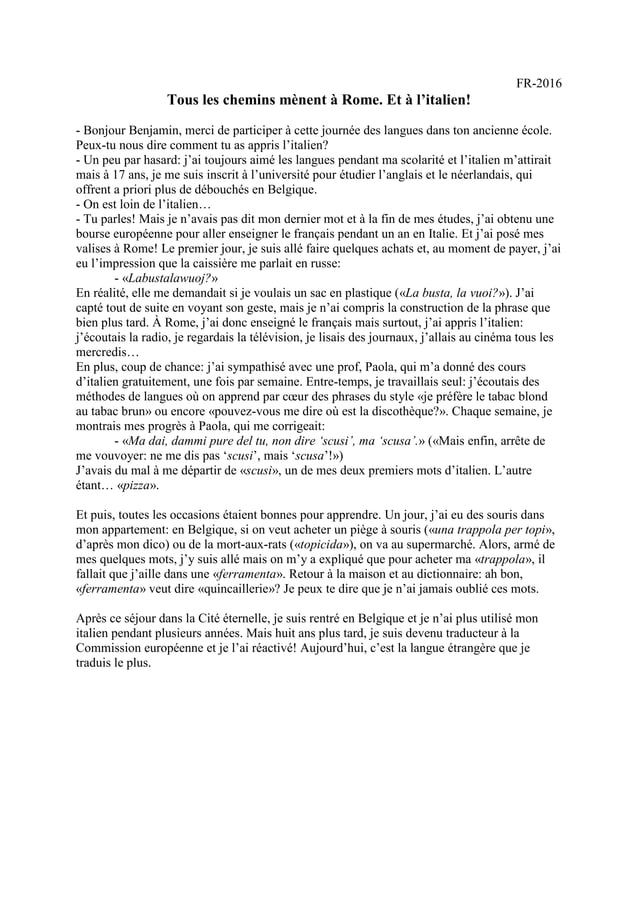 FR-2016
Tous les chemins mènent à Rome. Et à l’italien!
- Bonjour Benjamin, merci de participer à cette journée des langues dans ton ancienne école.
Peux-tu nous dire comment tu as appris l’italien?
- Un peu par hasard: j’ai toujours aimé les langues pendant ma scolarité et l’italien m’attirait
mais à 17 ans, je me suis inscrit à l’université pour étudier l’anglais et le néerlandais, qui
offrent a priori plus de débouchés en Belgique.
- On est loin de l’italien…
- Tu parles! Mais je n’avais pas dit mon dernier mot et à la fin de mes études, j’ai obtenu une
bourse européenne pour aller enseigner le français pendant un an en Italie. Et j’ai posé mes
valises à Rome! Le premier jour, je suis allé faire quelques achats et, au moment de payer, j’ai
eu l’impression que la caissière me parlait en russe:
- «Labustalawuoj?»
En réalité, elle me demandait si je voulais un sac en plastique («La busta, la vuoi?»). J’ai
capté tout de suite en voyant son geste, mais je n’ai compris la construction de la phrase que
bien plus tard. À Rome, j’ai donc enseigné le français mais surtout, j’ai appris l’italien:
j’écoutais la radio, je regardais la télévision, je lisais des journaux, j’allais au cinéma tous les
mercredis…
En plus, coup de chance: j’ai sympathisé avec une prof, Paola, qui m’a donné des cours
d’italien gratuitement, une fois par semaine. Entre-temps, je travaillais seul: j’écoutais des
méthodes de langues où on apprend par cœur des phrases du style «je préfère le tabac blond
au tabac brun» ou encore «pouvez-vous me dire où est la discothèque?». Chaque semaine, je
montrais mes progrès à Paola, qui me corrigeait:
- «Ma dai, dammi pure del tu, non dire ‘scusi’, ma ‘scusa’.» («Mais enfin, arrête de
me vouvoyer: ne me dis pas ‘scusi’, mais ‘scusa’!»)
J’avais du mal à me départir de «scusi», un de mes deux premiers mots d’italien. L’autre
étant… «pizza».
Et puis, toutes les occasions étaient bonnes pour apprendre. Un jour, j’ai eu des souris dans
mon appartement: en Belgique, si on veut acheter un piège à souris («una trappola per topi»,
d’après mon dico) ou de la mort-aux-rats («topicida»), on va au supermarché. Alors, armé de
mes quelques mots, j’y suis allé mais on m’y a expliqué que pour acheter ma «trappola», il
fallait que j’aille dans une «ferramenta». Retour à la maison et au dictionnaire: ah bon,
«ferramenta» veut dire «quincaillerie»? Je peux te dire que je n’ai jamais oublié ces mots.
Après ce séjour dans la Cité éternelle, je suis rentré en Belgique et je n’ai plus utilisé mon
italien pendant plusieurs années. Mais huit ans plus tard, je suis devenu traducteur à la
Commission européenne et je l’ai réactivé! Aujourd’hui, c’est la langue étrangère que je
traduis le plus.